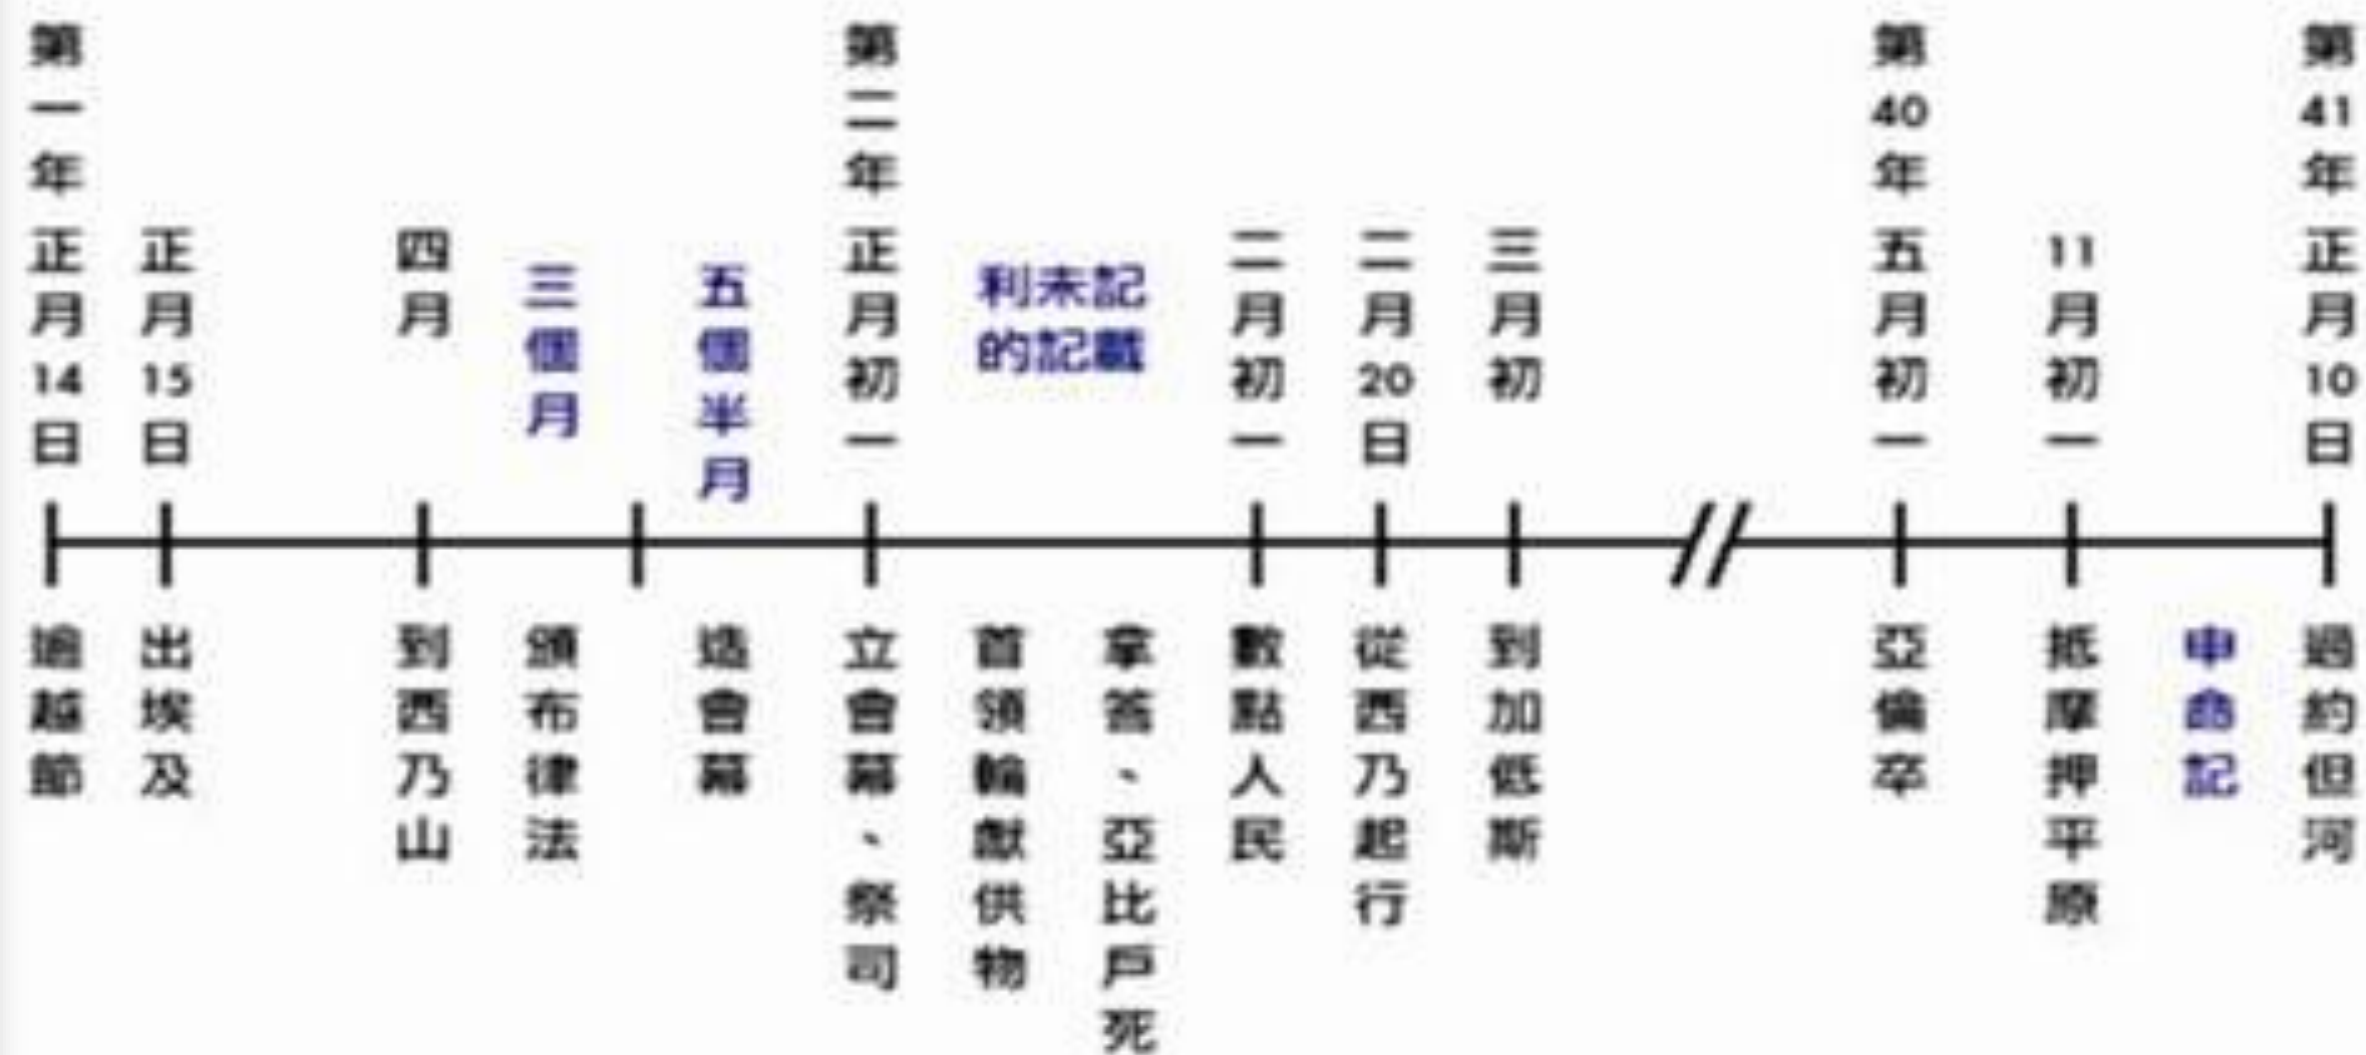 第一年正月14日
正月15日
四月
三個月
五個半月
第二年正月初一
利未記
的記載
二月初一
二月20日
三月初
第40年五月初一
11月初一
第41年正月10日
逾越節
出埃及
到西乃山
頒布律法
造會幕
立會幕、祭司
首領輪獻供物
拿答、亞比戶死
數點人民
從西乃起行
到加低斯
亞倫卒
抵摩押平原
申命記
過約但河